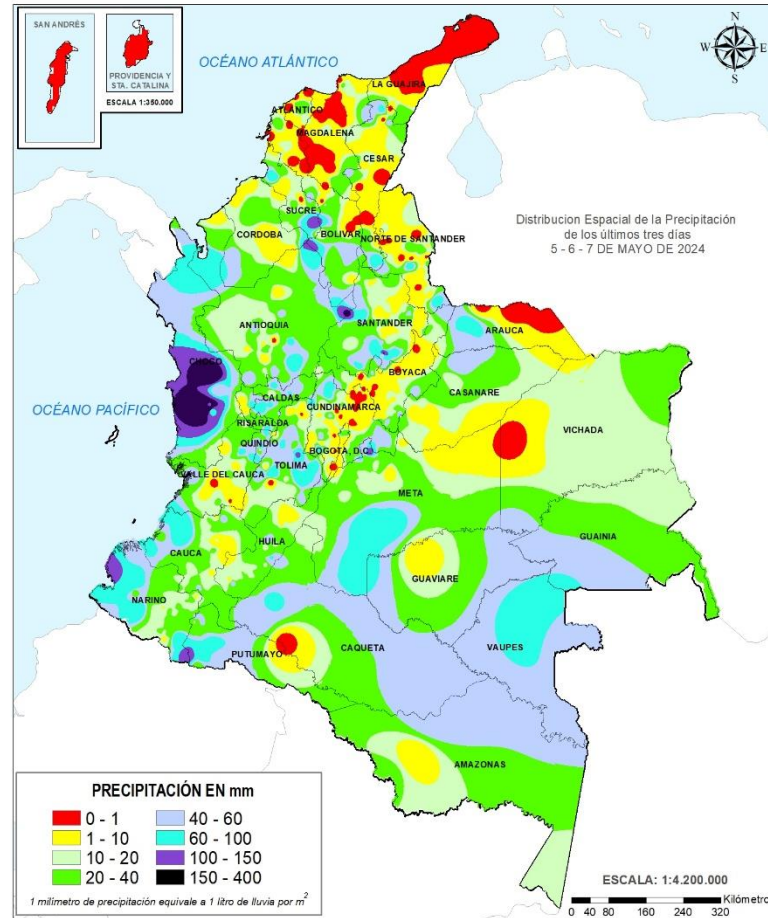 SAN ANDRÉS
PROVIDENCIA Y
STA. CATALINA
ESCALA 1:350.000
OCÉANO ATLÁNTICO
N
W
E
S
LA GUAJIRA
ATLÁNTICO
MAGDALENA
CESAR
Distribucion Espacial de la Precipitación
de los últimos tres días
5 - 6 - 7 DE MAYO DE 2024
SUCRE
BOLIVAR
CORDOBA
NORTE DE SANTANDER
ANTIOQUIA
SANTANDER
ARAUCA
CHOCO
BOYACA
CASANARE
OCÉANO PACÍFICO
CALDAS
CUNDINAMARCA
VICHADA
RISARALDA
QUINDIO
BOGOTA, D.C.
TOLIMA
VALLE DEL CAUCA
META
GUAINIA
CAUCA
HUILA
GUAVIARE
NARINO
PUTUMAYO
CAQUETA
VAUPES
AMAZONAS
PRECIPITACIÓN EN mm
0 - 1
40 - 60
1 - 10
60 - 100
10 - 20
100 - 150
20 - 40
150 - 400
1 milímetro de precipitación equivale a 1 litro de lluvia por m²
ESCALA: 1:4.200.000
Kilómetro
40 80 160 240 320